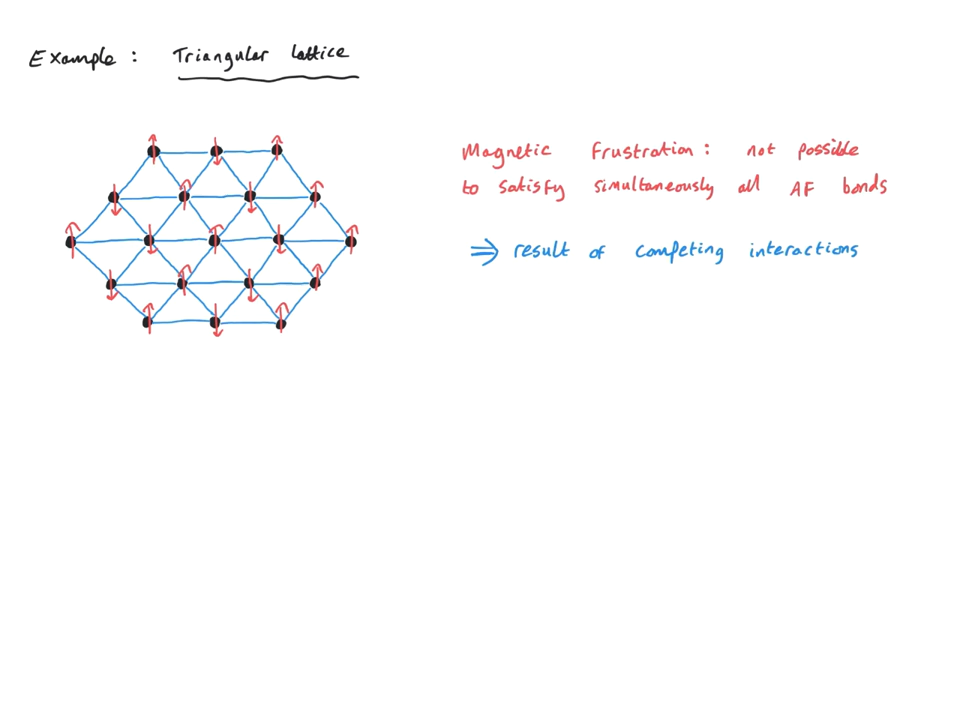 Example : Triangular lattice
Magnetic Frustration : not possible
to satisfy simultaneously all AF bonds
⇒ result of competing interactions